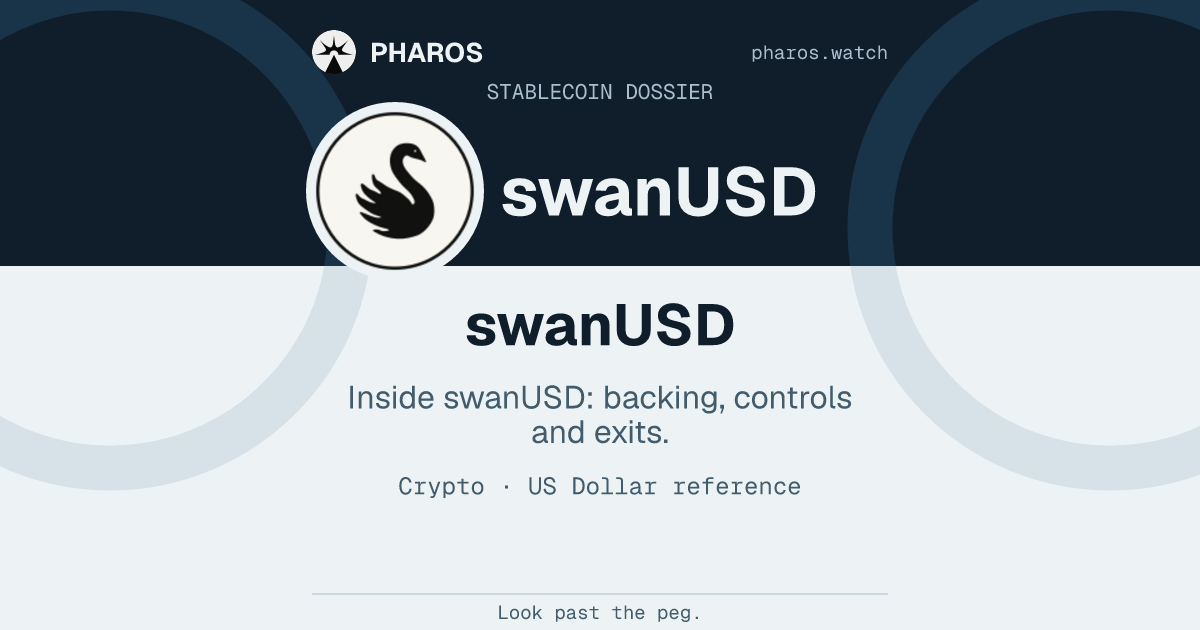 PHAROS
pharos.watch
STABLECOIN DOSSIER
swanUSD
swanUSD
Inside swanUSD: backing, controls
and exits.
Crypto · US Dollar reference
Look past the peg.